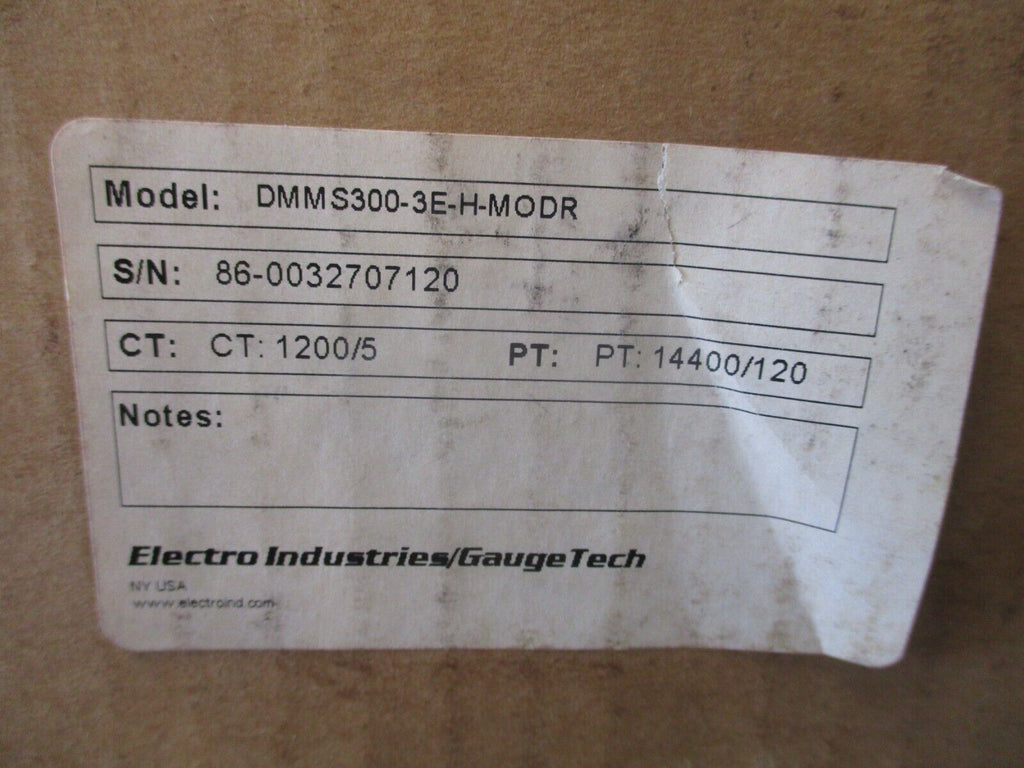 Model: DMMS300-3E-H-MODR
S/N: 86-0032707120
CT: CT: 1200/5 PT: PT: 14400/120
Notes:
Electro Industries/GaugeTech
NY USA
www.electroind.com